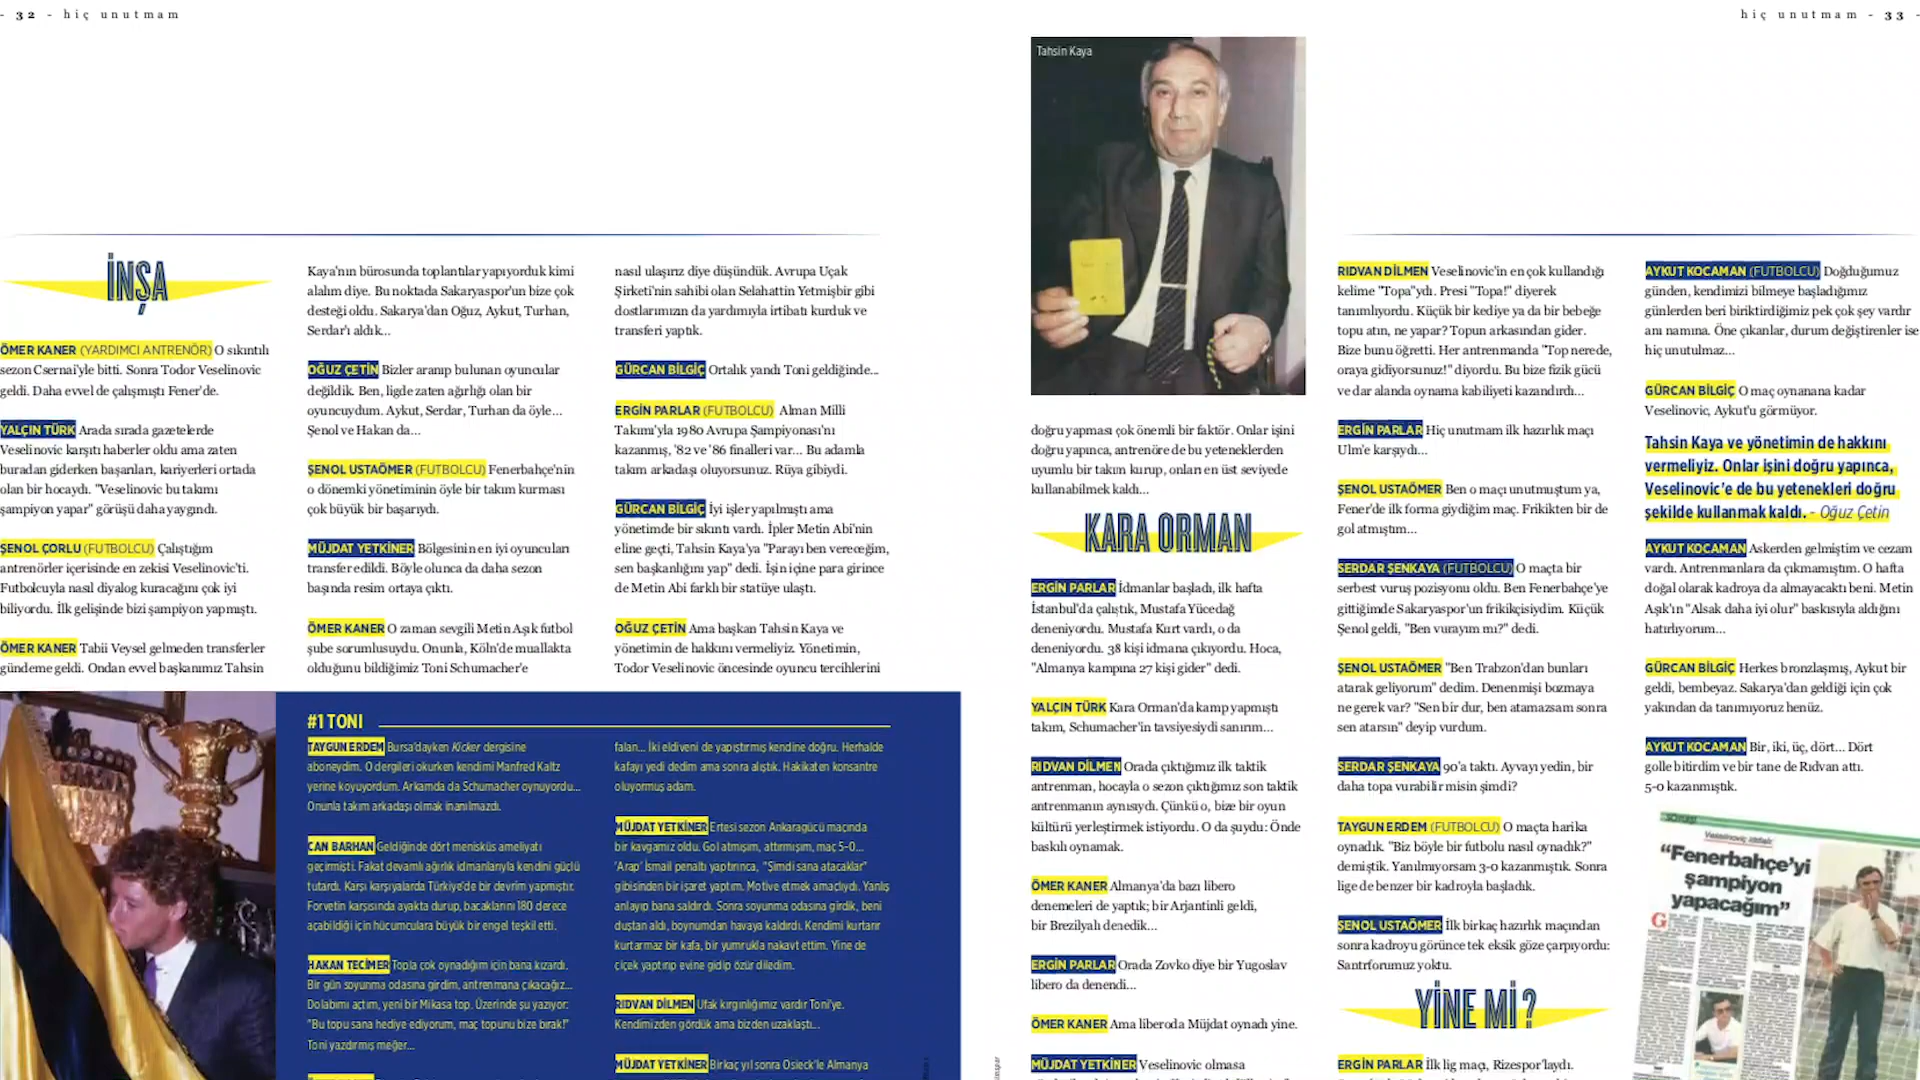 - 32 - hiç unutmam
İNŞA
ÖMER KANER (YARDIMCI ANTRENÖR) O sıkıntılı
sezon Csernai'yle bitti. Sonra Todor Veselinovic
geldi. Daha evvel de çalışmıştı Fener'de.
YALÇIN TÜRK Arada sırada gazetelerde
Veselinovic karşıtı haberler oldu ama zaten
buradan giderken başarıları, kariyerleri ortada
olan bir hocaydı. "Veselinovic bu takımı
şampiyon yapar" görüşü daha yaygındı.
ŞENOL ÇORLU (FUTBOLCU) Çalıştığım
antrenörler içerisinde en zekisi Veselinovic'ti.
Futbolcuyla nasıl diyalog kuracağını çok iyi
biliyordu. İlk gelişinde bizi şampiyon yapmıştı.
ÖMER KANER Tabii Veysel gelmeden transferler
gündeme geldi. Ondan evvel başkanımız Tahsin
Kaya'nın bürosunda toplantılar yapıyorduk kimi
alalım diye. Bu noktada Sakaryaspor'un bize çok
desteği oldu. Sakarya'dan Oğuz, Aykut, Turhan,
Serdar'ı aldık...
OĞUZ ÇETİN Bizler aranıp bulunan oyuncular
değildik. Ben, ligde zaten ağırlığı olan bir
oyuncuydum. Aykut, Serdar, Turhan da öyle...
Şenol ve Hakan da...
ŞENOL USTAÖMER (FUTBOLCU) Fenerbahçe'nin
o dönemki yönetiminin öyle bir takım kurması
çok büyük bir başarıydı.
MÜJDAT YETKİNER Bölgesinin en iyi oyuncuları
transfer edildi. Böyle olunca da daha sezon
başında resim ortaya çıktı.
ÖMER KANER O zaman sevgili Metin Aşık futbol
şube sorumlusuydu. Onunla, Köln'de muallakta
olduğunu bildiğimiz Toni Schumacher'e
nasıl ulaşırız diye düşündük. Avrupa Uçak
Şirketi'nin sahibi olan Selahattin Yetmişbir gibi
dostlarımızın da yardımıyla irtibatı kurduk ve
transferi yaptık.
GÜRCAN BİLGİÇ Ortalık yandı Toni geldiğinde...
ERGİN PARLAR (FUTBOLCU) Alman Milli
Takımı'yla 1980 Avrupa Şampiyonası'nı
kazanmış, '82 ve '86 finalleri var... Bu adamla
takım arkadaşı oluyorsunuz. Rüya gibiydi.
GÜRCAN BİLGİÇ İyi işler yapılmıştı ama
yönetimde bir sıkıntı vardı. İpler Metin Abi'nin
eline geçti, Tahsin Kaya'ya "Parayı ben vereceğim,
sen başkanlığını yap" dedi. İşin içine para girince
de Metin Abi farklı bir statüye ulaştı.
OĞUZ ÇETİN Ama başkan Tahsin Kaya ve
yönetimin de hakkını vermeliyiz. Yönetimin,
Todor Veselinovic öncesinde oyuncu tercihlerini
#1 TONI
TAYGUN ERDEM Bursa'dayken Kicker dergisine
aboneydim. O dergileri okurken kendimi Manfred Kaltz
yerine koyuyordum. Arkamda da Schumacher oynuyordu...
Onunla takım arkadaşı olmak inanılmazdı.
CAN BARHAN Geldiğinde dört menisküs ameliyatı
geçirmişti. Fakat devamlı ağırlık idmanlarıyla kendini güçlü
tutardı. Karşı karşıyalarda Türkiye'de bir devrim yapmıştır.
Forvetin karşısında ayakta durup, bacaklarını 180 derece
açabildiği için hücumculara büyük bir engel teşkil etti.
HAKAN TECİMER Topla çok oynadığım için bana kızardı.
Bir gün soyunma odasına girdim, antrenmana çıkacağız...
Dolabımı açtım, yeni bir Mikasa top. Üzerinde şu yazıyor:
"Bu topu sana hediye ediyorum, maç topunu bize bırak!"
Toni yazdırmış meğer...
falan... İki eldiveni de yapıştırmış kendine doğru. Herhalde
kafayı yedi dedim ama sonra alıştık. Hakikaten konsantre
oluyormuş adam.
MÜJDAT YETKİNER Ertesi sezon Ankaragücü maçında
bir kavgamız oldu. Gol atmışım, attırmışım, maç 5-0...
'Arap' İsmail penaltı yaptırınca, "Şimdi sana atacaklar"
gibisinden bir işaret yaptım. Motive etmek amaçlıydı. Yanlış
anlayıp bana saldırdı. Sonra soyunma odasına girdik, beni
duştan aldı, boynumdan havaya kaldırdı. Kendimi kurtarır
kurtarmaz bir kafa, bir yumrukla nakavt ettim. Yine de
çiçek yaptırıp evine gidip özür diledim.
RIDVAN DİLMEN Ufak kırgınlığımız vardır Toni'ye.
Kendimizden gördük ama bizden uzaklaştı...
MÜJDAT YETKİNER Birkaç yıl sonra Osieck'le Almanya
hiç unutmam - 33 -
Tahsin Kaya
doğru yapması çok önemli bir faktör. Onlar işini
doğru yapınca, antrenöre de bu yeteneklerden
uyumlu bir takım kurup, onları en üst seviyede
kullanabilmek kaldı...
KARA ORMAN
ERGİN PARLAR İdmanlar başladı, ilk hafta
İstanbul'da çalıştık, Mustafa Yücedağ
deneniyordu. Mustafa Kurt vardı, o da
deneniyordu. 38 kişi idmana çıkıyordu. Hoca,
"Almanya kampına 27 kişi gider" dedi.
YALÇIN TÜRK Kara Orman'da kamp yapmıştı
takım, Schumacher'in tavsiyesiydi sanırım...
RIDVAN DİLMEN Orada çıktığımız ilk taktik
antrenman, hocayla o sezon çıktığımız son taktik
antrenmanın aynısıydı. Çünkü o, bize bir oyun
kültürü yerleştirmek istiyordu. O da şuydu: Önde
baskılı oynamak.
ÖMER KANER Almanya'da bazı libero
denemeleri de yaptık; bir Arjantinli geldi,
bir Brezilyalı denedik...
ERGİN PARLAR Orada Zovko diye bir Yugoslav
libero da denendi...
ÖMER KANER Ama liberoda Müjdat oynadı yine.
MÜJDAT YETKİNER Veselinovic olmasa
RIDVAN DİLMEN Veselinovic'in en çok kullandığı
kelime "Topa"ydı. Presi "Topa!" diyerek
tanımlıyordu. Küçük bir kediye ya da bir bebeğe
topu atın, ne yapar? Topun arkasından gider.
Bize bunu öğretti. Her antrenmanda "Top nerede,
oraya gidiyorsunuz!" diyordu. Bu bize fizik gücü
ve dar alanda oynama kabiliyeti kazandırdı...
ERGİN PARLAR Hiç unutmam ilk hazırlık maçı
Ulm'e karşıydı...
ŞENOL USTAÖMER Ben o maçı unutmuştum ya,
Fener'de ilk forma giydiğim maç. Frikikten bir de
gol atmıştım...
SERDAR ŞENKAYA (FUTBOLCU) O maçta bir
serbest vuruş pozisyonu oldu. Ben Fenerbahçe'ye
gittiğimde Sakaryaspor'un frikikçisiydim. Küçük
Şenol geldi, "Ben vurayım mı?" dedi.
ŞENOL USTAÖMER "Ben Trabzon'dan bunları
atarak geliyorum" dedim. Denenmişi bozmaya
ne gerek var? "Sen bir dur, ben atamazsam sonra
sen atarsın" deyip vurdum.
SERDAR ŞENKAYA 90'a taktı. Ayvayı yedin, bir
daha topa vurabilir misin şimdi?
TAYGUN ERDEM (FUTBOLCU) O maçta harika
oynadık. "Biz böyle bir futbolu nasıl oynadık?"
demiştik. Yanılmıyorsam 3-0 kazanmıştık. Sonra
lige de benzer bir kadroyla başladık.
ŞENOL USTAÖMER İlk birkaç hazırlık maçından
sonra kadroyu görünce tek eksik göze çarpıyordu:
Santrforumuz yoktu.
YİNE Mİ?
ERGİN PARLAR İlk lig maçı, Rizespor'laydı.
AYKUT KOCAMAN (FUTBOLCU) Doğduğumuz
günden, kendimizi bilmeye başladığımız
günlerden beri biriktirdiğimiz pek çok şey vardır
anı namına. Öne çıkanlar, durum değiştirenler ise
hiç unutulmaz...
GÜRCAN BİLGİÇ O maç oynanana kadar
Veselinovic, Aykut'u görmüyor.
Tahsin Kaya ve yönetimin de hakkını
vermeliyiz. Onlar işini doğru yapınca,
Veselinovic'e de bu yetenekleri doğru
şekilde kullanmak kaldı. - Oğuz Çetin
AYKUT KOCAMAN Askerden gelmiştim ve cezam
vardı. Antrenmanlara da çıkmamıştım. O hafta
doğal olarak kadroya da almayacaktı beni. Metin
Aşık'ın "Alsak daha iyi olur" baskısıyla aldığını
hatırlıyorum...
GÜRCAN BİLGİÇ Herkes bronzlaşmış, Aykut bir
geldi, bembeyaz. Sakarya'dan geldiği için çok
yakından da tanımıyoruz henüz.
AYKUT KOCAMAN Bir, iki, üç, dört... Dört
golle bitirdim ve bir tane de Rıdvan attı.
5-0 kazanmıştık.
Veselinoviç iddialı:
"Fenerbahçe'yi
şampiyon
yapacağım"